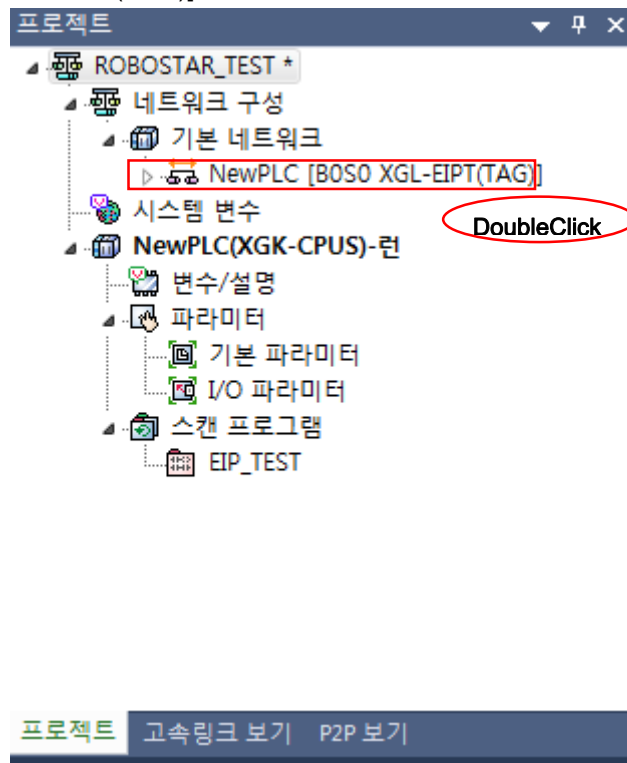 프로젝트
ROBOSTAR_TEST *
네트워크 구성
기본 네트워크
NewPLC [B0S0 XGL-EIPT(TAG)]
시스템 변수
DoubleClick
NewPLC(XGK-CPUS)-런
변수/설명
파라미터
기본 파라미터
I/O 파라미터
스캔 프로그램
EIP_TEST
프로젝트 고속링크 보기 P2P 보기